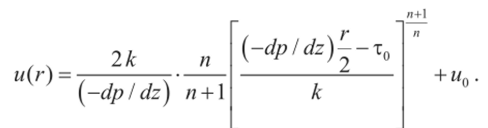 u(r) = \frac{2k}{(-dp/dz)} \cdot \frac{n}{n+1} \left[ \frac{(-dp/dz)\frac{r}{2} - \tau_0}{k} \right]^{\frac{n+1}{n}} + u_0 .